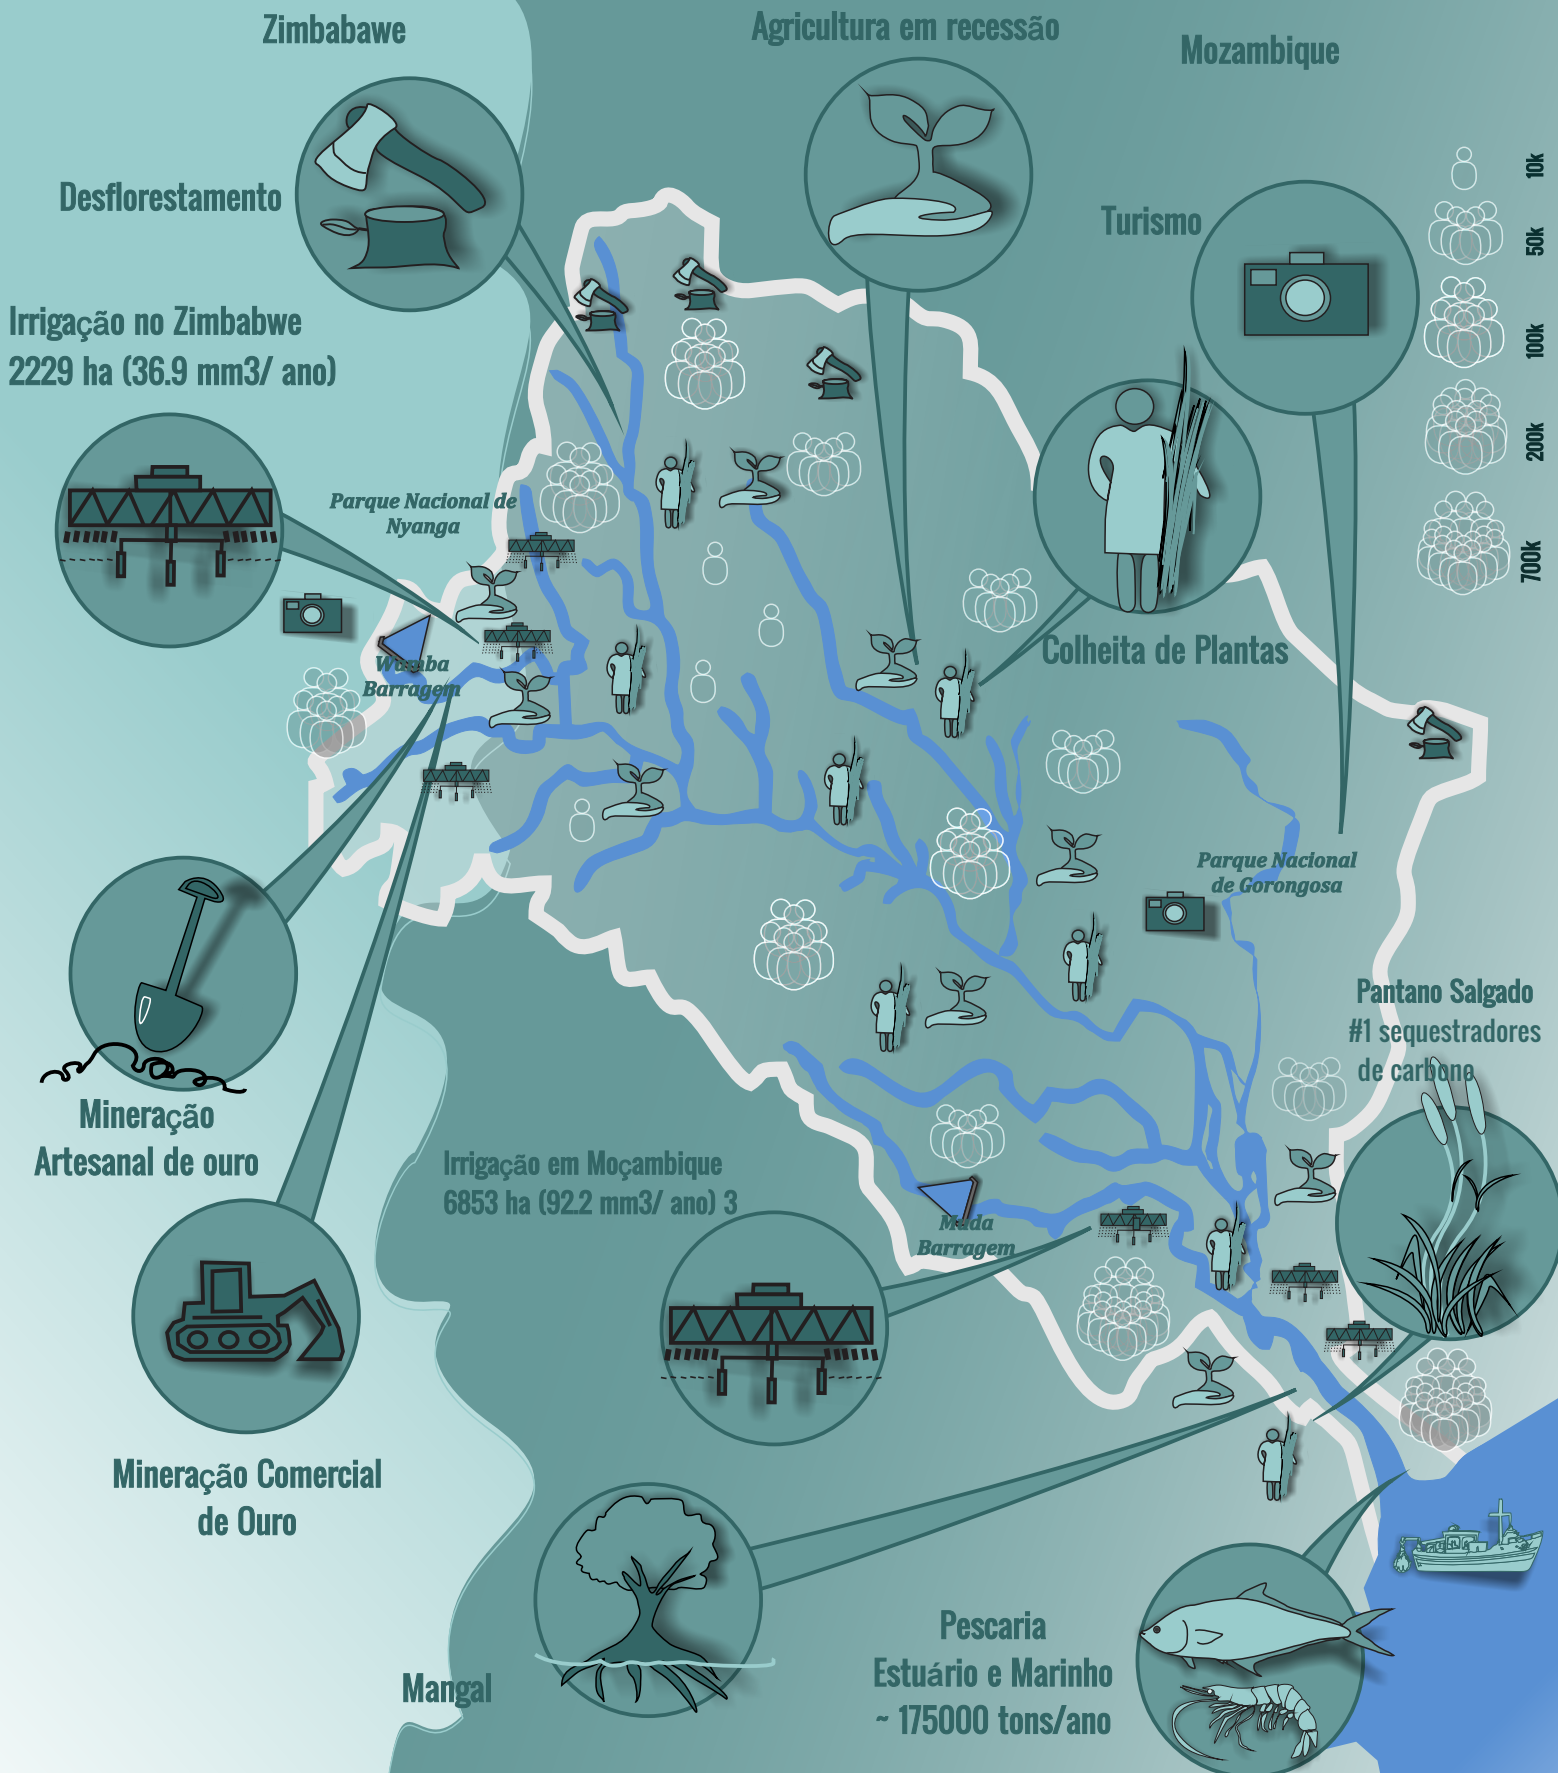 Zimbabawe
Agricultura em recessão
Mozambique
Desflorestamento
Turismo
10k
50k
100k
200k
700k
Irrigação no Zimbabwe
2229 ha (36.9 mm3/ ano)
Parque Nacional de
Nyanga
Wamba
Barragem
Colheita de Plantas
Parque Nacional
de Gorongosa
Pantano Salgado
#1 sequestradores
de carbono
Mineração
Artesanal de ouro
Irrigação em Moçambique
6853 ha (92.2 mm3/ ano) 3
Muda
Barragem
Mineração Comercial
de Ouro
Mangal
Pescaria
Estuário e Marinho
~ 175000 tons/ano